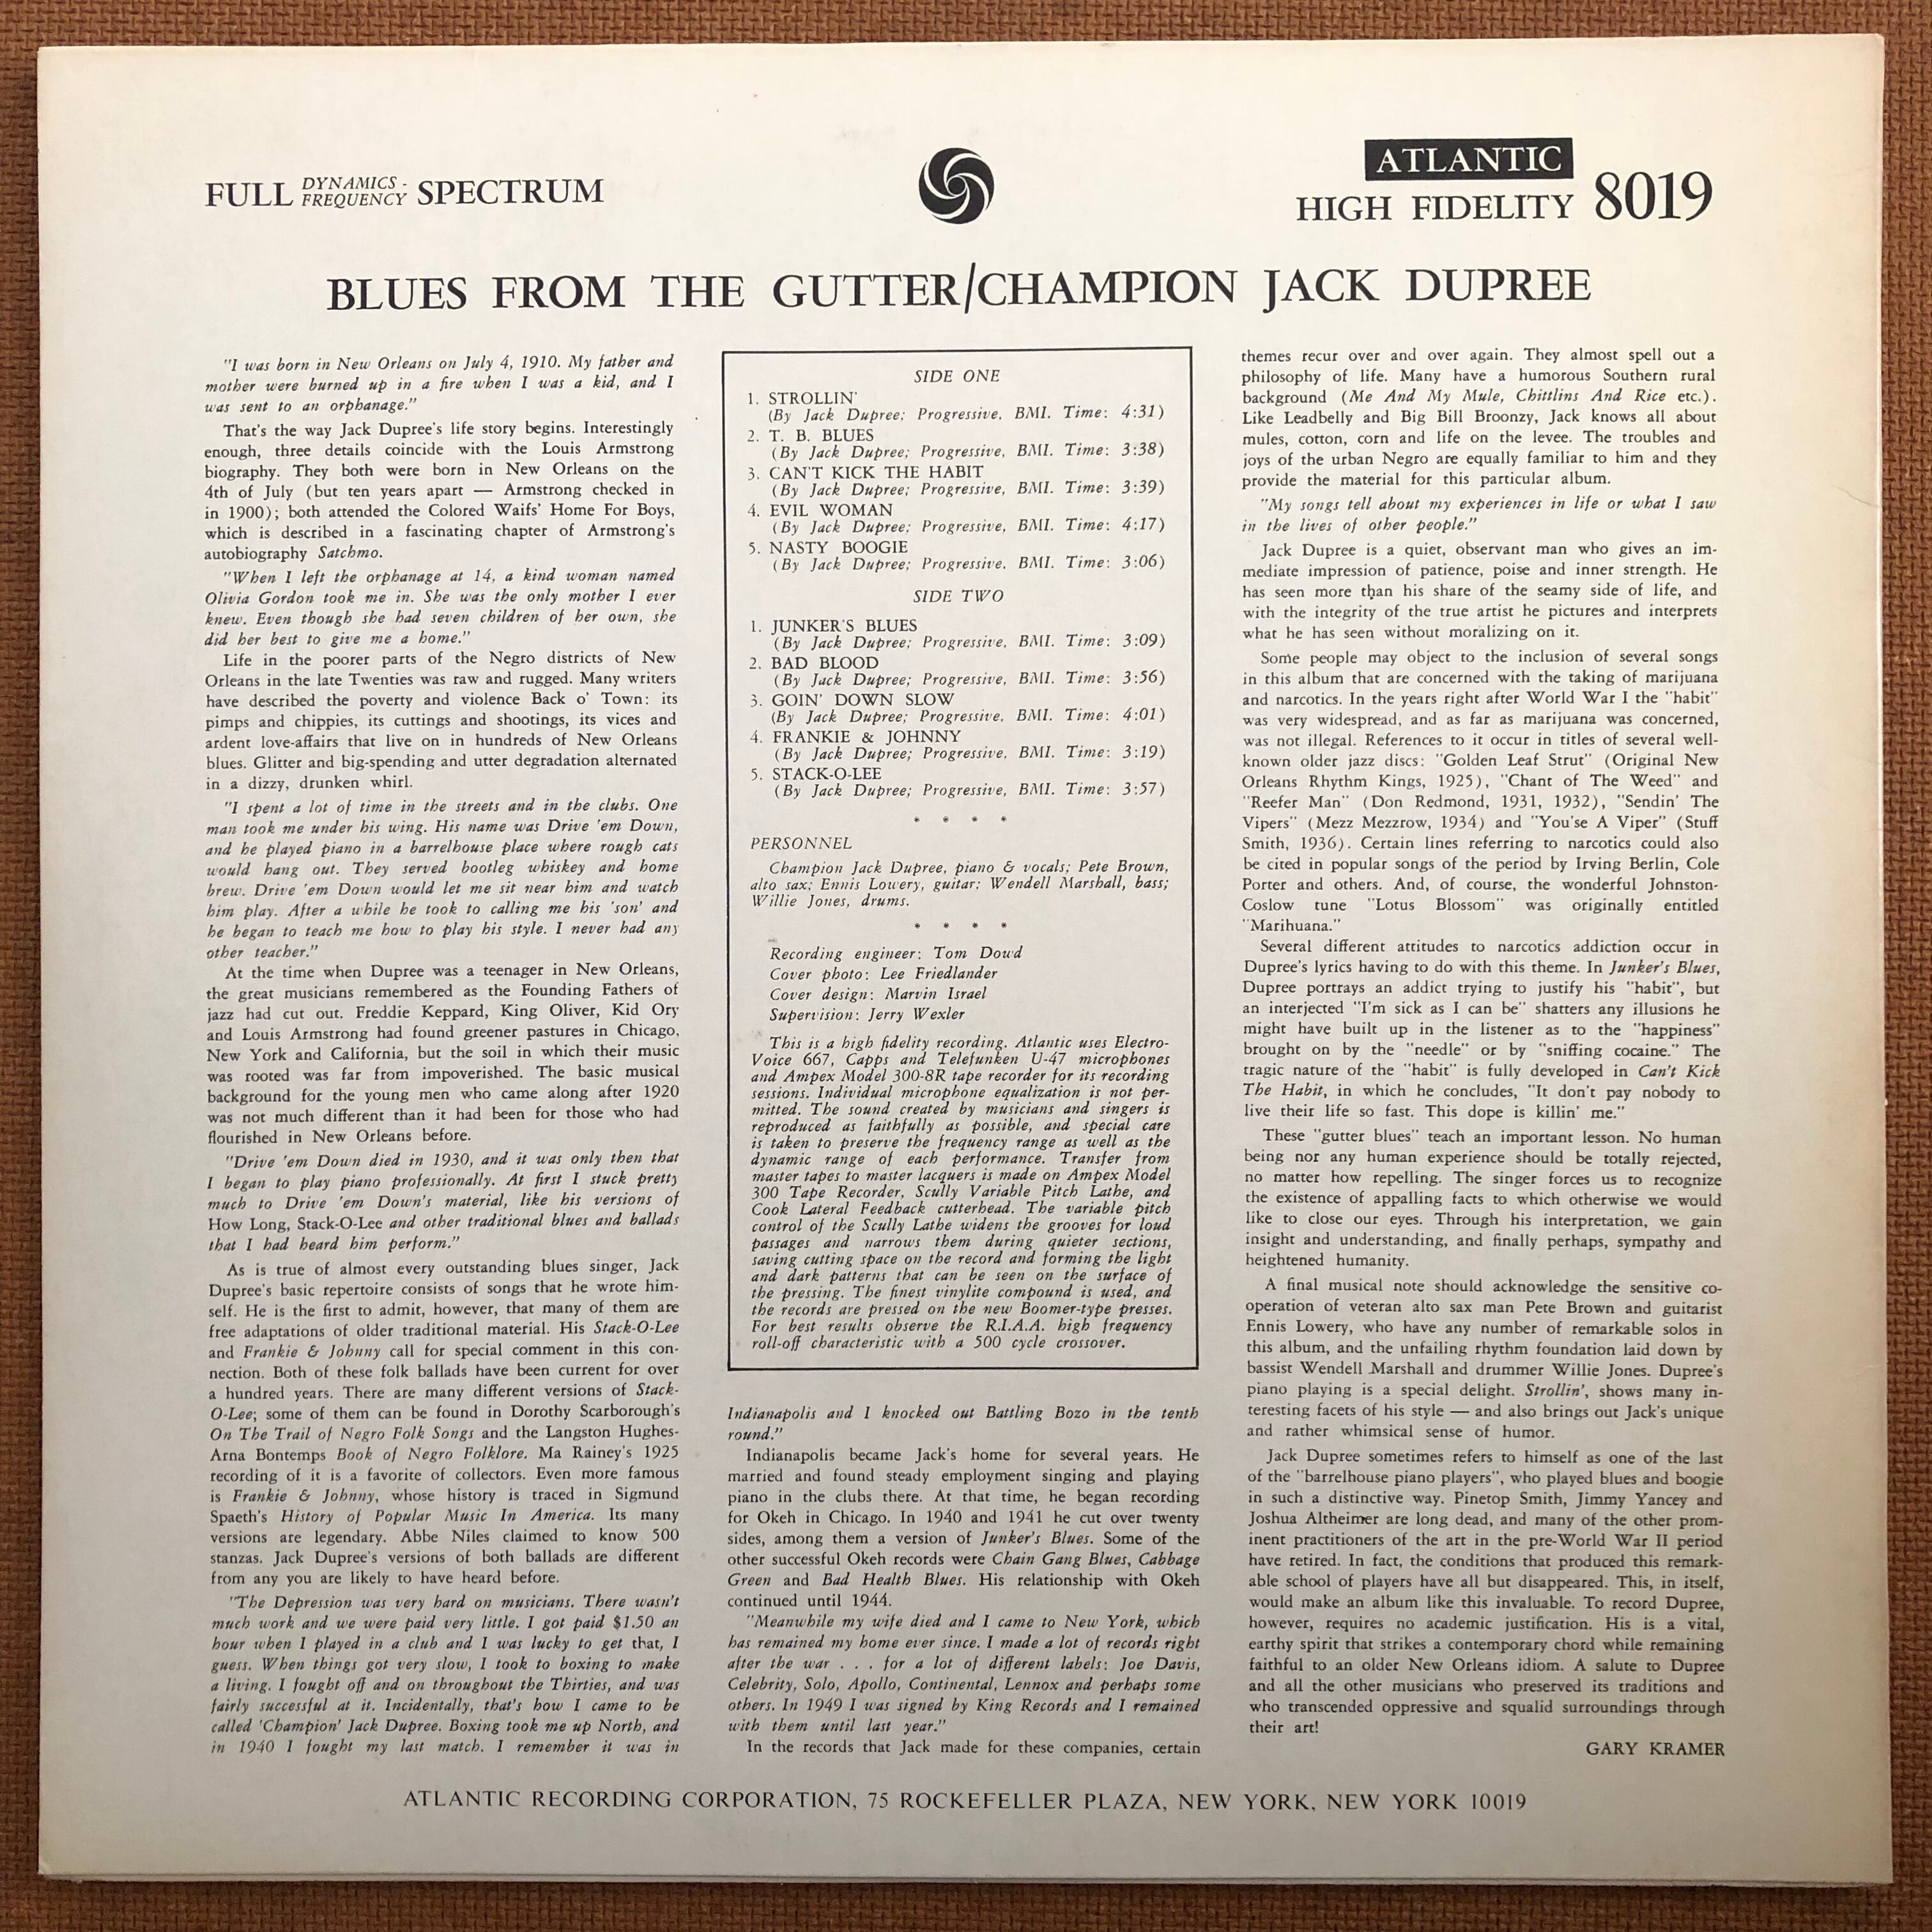 FULL DYNAMICS - FREQUENCY SPECTRUM
ATLANTIC
HIGH FIDELITY 8019
BLUES FROM THE GUTTER/CHAMPION JACK DUPREE
"I was born in New Orleans on July 4, 1910. My father and
mother were burned up in a fire when I was a kid, and I
was sent to an orphanage."
That's the way Jack Dupree's life story begins. Interestingly
enough, three details coincide with the Louis Armstrong
biography. They both were born in New Orleans on the
4th of July (but ten years apart — Armstrong checked in
in 1900); both attended the Colored Waifs' Home For Boys,
which is described in a fascinating chapter of Armstrong's
autobiography Satchmo.
"When I left the orphanage at 14, a kind woman named
Olivia Gordon took me in. She was the only mother I ever
knew. Even though she had seven children of her own, she
did her best to give me a home."
Life in the poorer parts of the Negro districts of New
Orleans in the late Twenties was raw and rugged. Many writers
have described the poverty and violence Back o' Town: its
pimps and chippies, its cuttings and shootings, its vices and
ardent love-affairs that live on in hundreds of New Orleans
blues. Glitter and big-spending and utter degradation alternated
in a dizzy, drunken whirl.
"I spent a lot of time in the streets and in the clubs. One
man took me under his wing. His name was Drive 'em Down,
and he played piano in a barrelhouse place where rough cats
would hang out. They served bootleg whiskey and home
brew. Drive 'em Down would let me sit near him and watch
him play. After a while he took to calling me his 'son' and
he began to teach me how to play his style. I never had any
other teacher."
At the time when Dupree was a teenager in New Orleans,
the great musicians remembered as the Founding Fathers of
jazz had cut out. Freddie Keppard, King Oliver, Kid Ory
and Louis Armstrong had found greener pastures in Chicago,
New York and California, but the soil in which their music
was rooted was far from impoverished. The basic musical
background for the young men who came along after 1920
was not much different than it had been for those who had
flourished in New Orleans before.
"Drive 'em Down died in 1930, and it was only then that
I began to play piano professionally. At first I stuck pretty
much to Drive 'em Down's material, like his versions of
How Long, Stack-O-Lee and other traditional blues and ballads
that I had heard him perform."
As is true of almost every outstanding blues singer, Jack
Dupree's basic repertoire consists of songs that he wrote him-
self. He is the first to admit, however, that many of them are
free adaptations of older traditional material. His Stack-O-Lee
and Frankie & Johnny call for special comment in this con-
nection. Both of these folk ballads have been current for over
a hundred years. There are many different versions of Stack-
O-Lee; some of them can be found in Dorothy Scarborough's
On The Trail of Negro Folk Songs and the Langston Hughes-
Arna Bontemps Book of Negro Folklore. Ma Rainey's 1925
recording of it is a favorite of collectors. Even more famous
is Frankie & Johnny, whose history is traced in Sigmund
Spaeth's History of Popular Music In America. Its many
versions are legendary. Abbe Niles claimed to know 500
stanzas. Jack Dupree's versions of both ballads are different
from any you are likely to have heard before.
"The Depression was very hard on musicians. There wasn't
much work and we were paid very little. I got paid $1.50 an
hour when I played in a club and I was lucky to get that, I
guess. When things got very slow, I took to boxing to make
a living. I fought off and on throughout the Thirties, and was
fairly successful at it. Incidentally, that's how I came to be
called 'Champion' Jack Dupree. Boxing took me up North, and
in 1940 I fought my last match. I remember it was in
SIDE ONE
1. STROLLIN'
(By Jack Dupree; Progressive, BMI. Time: 4:31)
2. T. B. BLUES
(By Jack Dupree; Progressive, BMI. Time: 3:38)
3. CAN'T KICK THE HABIT
(By Jack Dupree; Progressive, BMI. Time: 3:39)
4. EVIL WOMAN
(By Jack Dupree; Progressive, BMI. Time: 4:17)
5. NASTY BOOGIE
(By Jack Dupree; Progressive, BMI. Time: 3:06)
SIDE TWO
1. JUNKER'S BLUES
(By Jack Dupree; Progressive, BMI. Time: 3:09)
2. BAD BLOOD
(By Jack Dupree; Progressive, BMI. Time: 3:56)
3. GOIN' DOWN SLOW
(By Jack Dupree; Progressive, BMI. Time: 4:01)
4. FRANKIE & JOHNNY
(By Jack Dupree; Progressive, BMI. Time: 3:19)
5. STACK-O-LEE
(By Jack Dupree; Progressive, BMI. Time: 3:57)
* * * *
PERSONNEL
Champion Jack Dupree, piano & vocals; Pete Brown,
alto sax; Ennis Lowery, guitar; Wendell Marshall, bass;
Willie Jones, drums.
* * * *
Recording engineer: Tom Dowd
Cover photo: Lee Friedlander
Cover design: Marvin Israel
Supervision: Jerry Wexler
This is a high fidelity recording. Atlantic uses Electro-
Voice 667, Capps and Telefunken U-47 microphones
and Ampex Model 300-8R tape recorder for its recording
sessions. Individual microphone equalization is not per-
mitted. The sound created by musicians and singers is
reproduced as faithfully as possible, and special care
is taken to preserve the frequency range as well as the
dynamic range of each performance. Transfer from
master tapes to master lacquers is made on Ampex Model
300 Tape Recorder, Scully Variable Pitch Lathe, and
Cook Lateral Feedback cutterhead. The variable pitch
control of the Scully Lathe widens the grooves for loud
passages and narrows them during quieter sections,
saving cutting space on the record and forming the light
and dark patterns that can be seen on the surface of
the pressing. The finest vinylite compound is used, and
the records are pressed on the new Boomer-type presses.
For best results observe the R.I.A.A. high frequency
roll-off characteristic with a 500 cycle crossover.
Indianapolis and I knocked out Battling Bozo in the tenth
round."
Indianapolis became Jack's home for several years. He
married and found steady employment singing and playing
piano in the clubs there. At that time, he began recording
for Okeh in Chicago. In 1940 and 1941 he cut over twenty
sides, among them a version of Junker's Blues. Some of the
other successful Okeh records were Chain Gang Blues, Cabbage
Green and Bad Health Blues. His relationship with Okeh
continued until 1944.
"Meanwhile my wife died and I came to New York, which
has remained my home ever since. I made a lot of records right
after the war . . . for a lot of different labels: Joe Davis,
Celebrity, Solo, Apollo, Continental, Lennox and perhaps some
others. In 1949 I was signed by King Records and I remained
with them until last year."
In the records that Jack made for these companies, certain
themes recur over and over again. They almost spell out a
philosophy of life. Many have a humorous Southern rural
background (Me And My Mule, Chittlins And Rice etc.).
Like Leadbelly and Big Bill Broonzy, Jack knows all about
mules, cotton, corn and life on the levee. The troubles and
joys of the urban Negro are equally familiar to him and they
provide the material for this particular album.
"My songs tell about my experiences in life or what I saw
in the lives of other people."
Jack Dupree is a quiet, observant man who gives an im-
mediate impression of patience, poise and inner strength. He
has seen more than his share of the seamy side of life, and
with the integrity of the true artist he pictures and interprets
what he has seen without moralizing on it.
Some people may object to the inclusion of several songs
in this album that are concerned with the taking of marijuana
and narcotics. In the years right after World War I the "habit"
was very widespread, and as far as marijuana was concerned,
was not illegal. References to it occur in titles of several well-
known older jazz discs: "Golden Leaf Strut" (Original New
Orleans Rhythm Kings, 1925), "Chant of The Weed" and
"Reefer Man" (Don Redmond, 1931, 1932), "Sendin' The
Vipers" (Mezz Mezzrow, 1934) and "You'se A Viper" (Stuff
Smith, 1936). Certain lines referring to narcotics could also
be cited in popular songs of the period by Irving Berlin, Cole
Porter and others. And, of course, the wonderful Johnston-
Coslow tune "Lotus Blossom" was originally entitled
"Marihuana."
Several different attitudes to narcotics addiction occur in
Dupree's lyrics having to do with this theme. In Junker's Blues,
Dupree portrays an addict trying to justify his "habit", but
an interjected "I'm sick as I can be" shatters any illusions he
might have built up in the listener as to the "happiness"
brought on by the "needle" or by "sniffing cocaine." The
tragic nature of the "habit" is fully developed in Can't Kick
The Habit, in which he concludes, "It don't pay nobody to
live their life so fast. This dope is killin' me."
These "gutter blues" teach an important lesson. No human
being nor any human experience should be totally rejected,
no matter how repelling. The singer forces us to recognize
the existence of appalling facts to which otherwise we would
like to close our eyes. Through his interpretation, we gain
insight and understanding, and finally perhaps, sympathy and
heightened humanity.
A final musical note should acknowledge the sensitive co-
operation of veteran alto sax man Pete Brown and guitarist
Ennis Lowery, who have any number of remarkable solos in
this album, and the unfailing rhythm foundation laid down by
bassist Wendell Marshall and drummer Willie Jones. Dupree's
piano playing is a special delight. Strollin', shows many in-
teresting facets of his style — and also brings out Jack's unique
and rather whimsical sense of humor.
Jack Dupree sometimes refers to himself as one of the last
of the "barrelhouse piano players", who played blues and boogie
in such a distinctive way. Pinetop Smith, Jimmy Yancey and
Joshua Altheimer are long dead, and many of the other prom-
inent practitioners of the art in the pre-World War II period
have retired. In fact, the conditions that produced this remark-
able school of players have all but disappeared. This, in itself,
would make an album like this invaluable. To record Dupree,
however, requires no academic justification. His is a vital,
earthy spirit that strikes a contemporary chord while remaining
faithful to an older New Orleans idiom. A salute to Dupree
and all the other musicians who preserved its traditions and
who transcended oppressive and squalid surroundings through
their art!
GARY KRAMER
ATLANTIC RECORDING CORPORATION, 75 ROCKEFELLER PLAZA, NEW YORK, NEW YORK 10019